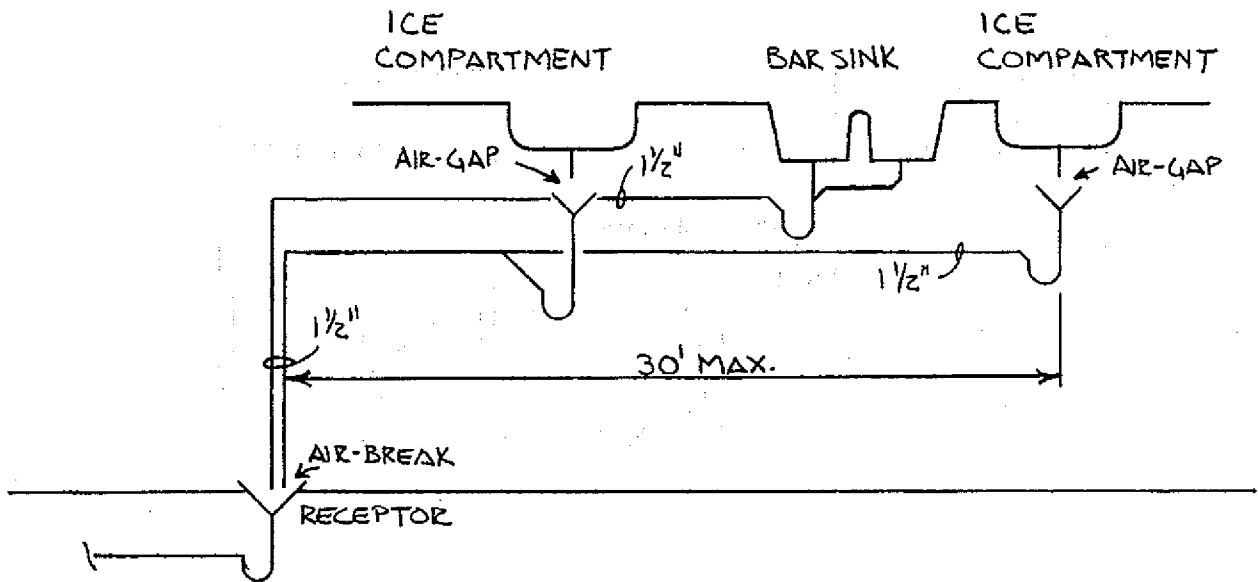 ICE
COMPARTMENT
BAR SINK
ICE
COMPARTMENT
AIR-GAP
1½"
AIR-GAP
1½"
1½"
30' MAX.
AIR-BREAK
RECEPTOR